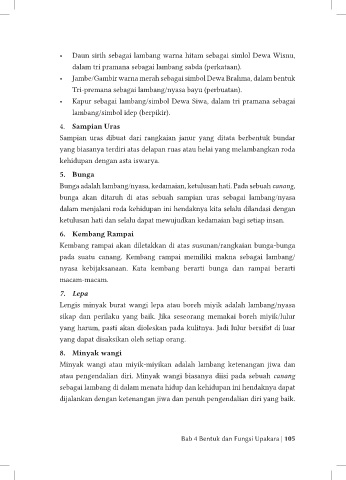 • Daun sirih sebagai lambang warna hitam sebagai simlol Dewa Wisnu,
dalam tri pramana sebagai lambang sabda (perkataan).
• Jambe/Gambir warna merah sebagai simbol Dewa Brahma, dalam bentuk
Tri-premana sebagai lambang/nyasa bayu (perbuatan).
• Kapur sebagai lambang/simbol Dewa Siwa, dalam tri pramana sebagai
lambang/simbol idep (berpikir).
4. Sampian Uras
Sampian uras dibuat dari rangkaian janur yang ditata berbentuk bundar
yang biasanya terdiri atas delapan ruas atau helai yang melambangkan roda
kehidupan dengan asta iswarya.
5. Bunga
Bunga adalah lambang/nyasa, kedamaian, ketulusan hati. Pada sebuah canang,
bunga akan ditaruh di atas sebuah sampian uras sebagai lambang/nyasa
dalam menjalani roda kehidupan ini hendaknya kita selalu dilandasi dengan
ketulusan hati dan selalu dapat mewujudkan kedamaian bagi setiap insan.
6. Kembang Rampai
Kembang rampai akan diletakkan di atas susunan/rangkaian bunga-bunga
pada suatu canang. Kembang rampai memiliki makna sebagai lambang/
nyasa kebijaksanaan. Kata kembang berarti bunga dan rampai berarti
macam-macam.
7. Lepa
Lengis minyak burat wangi lepa atau boreh miyik adalah lambang/nyasa
sikap dan perilaku yang baik. Jika seseorang memakai boreh miyik/lulur
yang harum, pasti akan dioleskan pada kulitnya. Jadi lulur bersifat di luar
yang dapat disaksikan oleh setiap orang.
8. Minyak wangi
Minyak wangi atau miyik-miyikan adalah lambang ketenangan jiwa dan
atau pengendalian diri. Minyak wangi biasanya diisi pada sebuah canang
sebagai lambang di dalam menata hidup dan kehidupan ini hendaknya dapat
dijalankan dengan ketenangan jiwa dan penuh pengendalian diri yang baik.
Bab 4 Bentuk dan Fungsi Upakara | 105